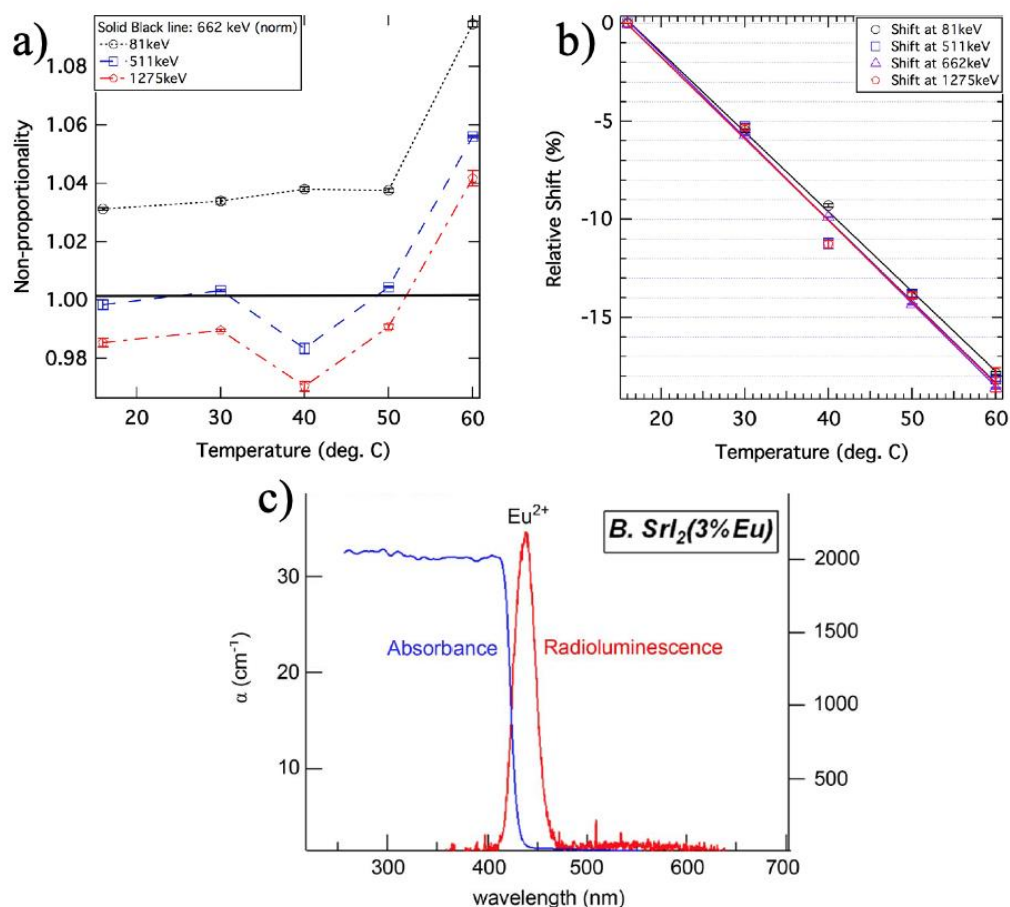 a)
Solid Black line: 662 keV (norm)
81keV
511keV
1275keV
Non-proportionality
1.08
1.06
1.04
1.02
1.00
0.98
20
30
40
50
60
Temperature (deg. C)
b)
Shift at 81keV
Shift at 511keV
Shift at 662keV
Shift at 1275keV
Relative Shift (%)
0
-5
-10
-15
20
30
40
50
60
Temperature (deg. C)
c)
Eu2+
B. SrI2(3%Eu)
Absorbance
Radioluminescence
α (cm-1)
30
20
10
2000
1500
1000
500
300
400
500
600
700
wavelength (nm)